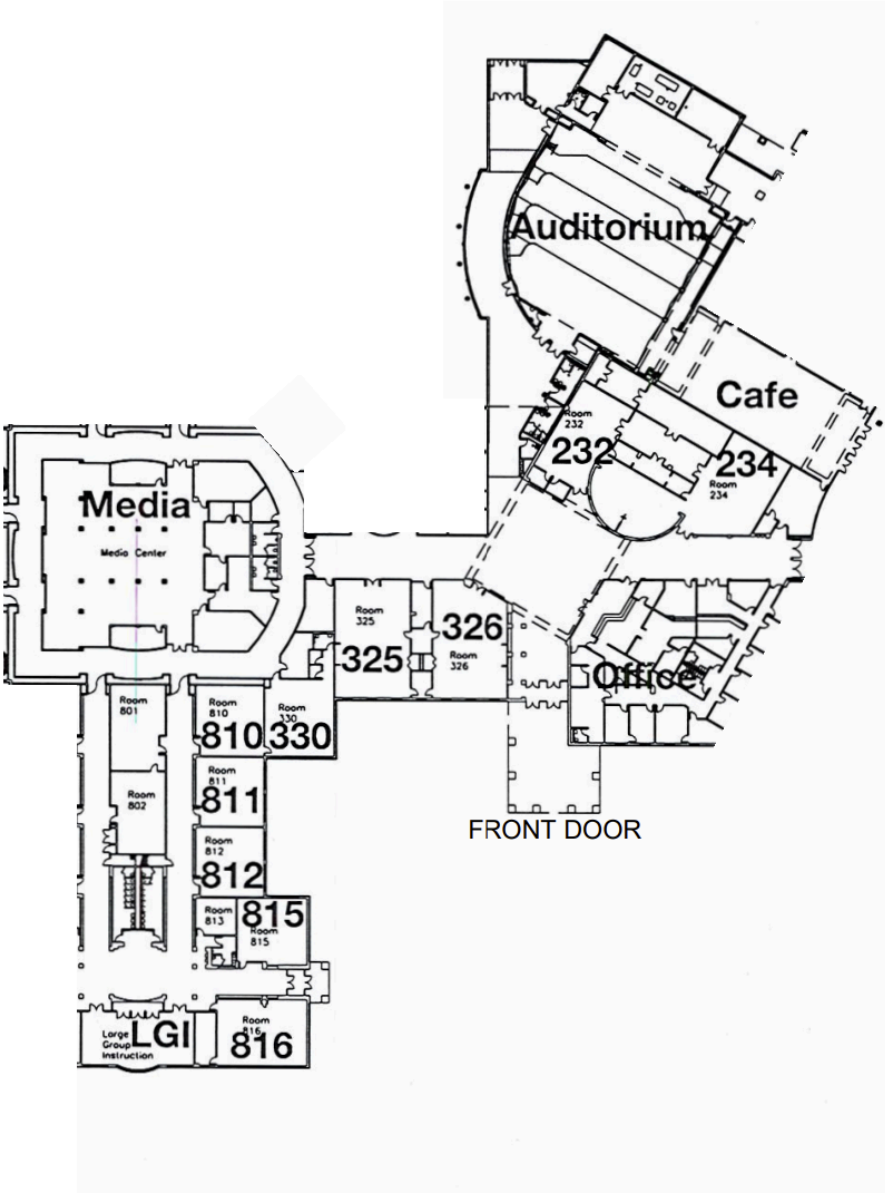 Auditorium
Cafe
Room
232
232
234
Room
234
Media
Media Center
Room
325
325
326
Room
326
Office
Room
801
Room
810
810
Room
330
330
Room
811
811
Room
802
Room
812
812
Room
813
815
Room
815
FRONT DOOR
Large
Group
Instruction
LGI
Room
816
816